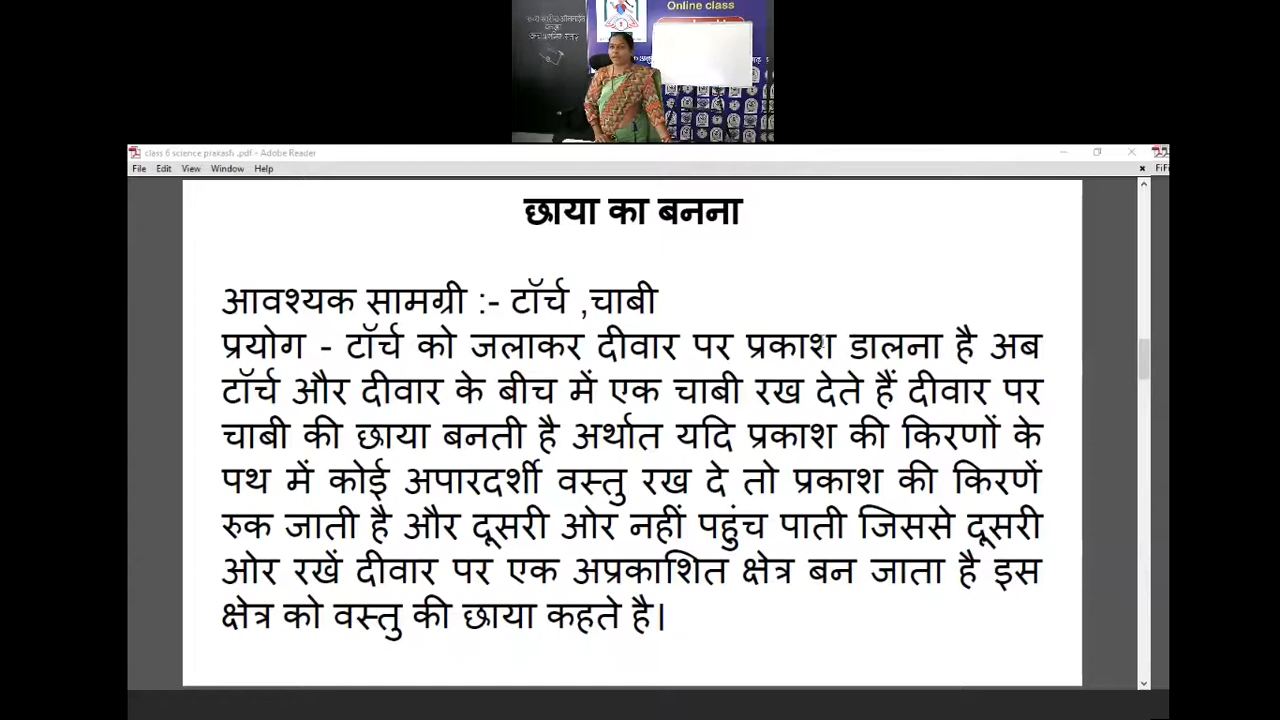 Online class
class 6 science prakash .pdf - Adobe Reader
File Edit View Window Help
छाया का बनना
आवश्यक सामग्री :- टॉर्च ,चाबी
प्रयोग - टॉर्च को जलाकर दीवार पर प्रकाश डालना है अब
टॉर्च और दीवार के बीच में एक चाबी रख देते हैं दीवार पर
चाबी की छाया बनती है अर्थात यदि प्रकाश की किरणों के
पथ में कोई अपारदर्शी वस्तु रख दे तो प्रकाश की किरणें
रुक जाती है और दूसरी ओर नहीं पहुंच पाती जिससे दूसरी
ओर रखें दीवार पर एक अप्रकाशित क्षेत्र बन जाता है इस
क्षेत्र को वस्तु की छाया कहते है।